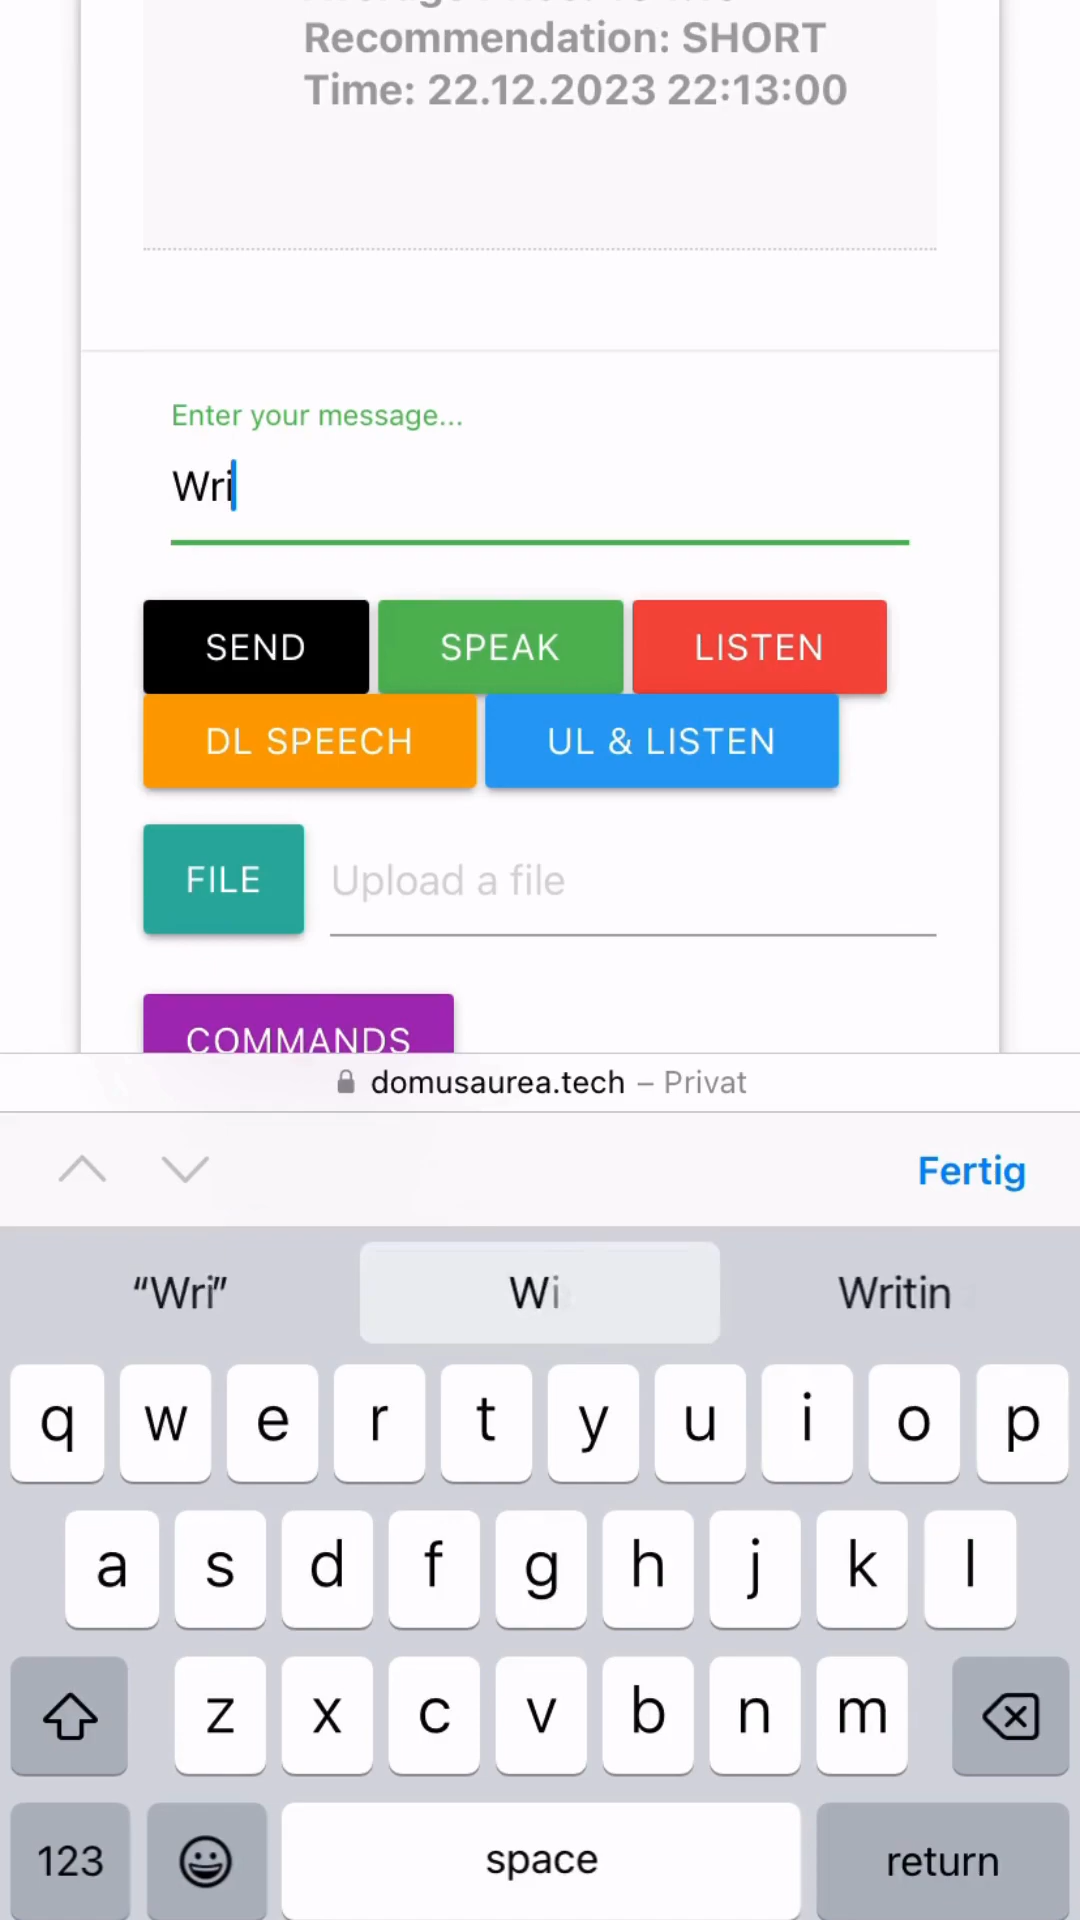 Recommendation: SHORT
Time: 22.12.2023 22:13:00
Enter your message...
Wri
SEND SPEAK LISTEN
DL SPEECH UL & LISTEN
FILE Upload a file
COMMANDS
domusaurea.tech – Privat
Fertig
“Wri” Wi Writin
q w e r t y u i o p
a s d f g h j k l
z x c v b n m
123 space return